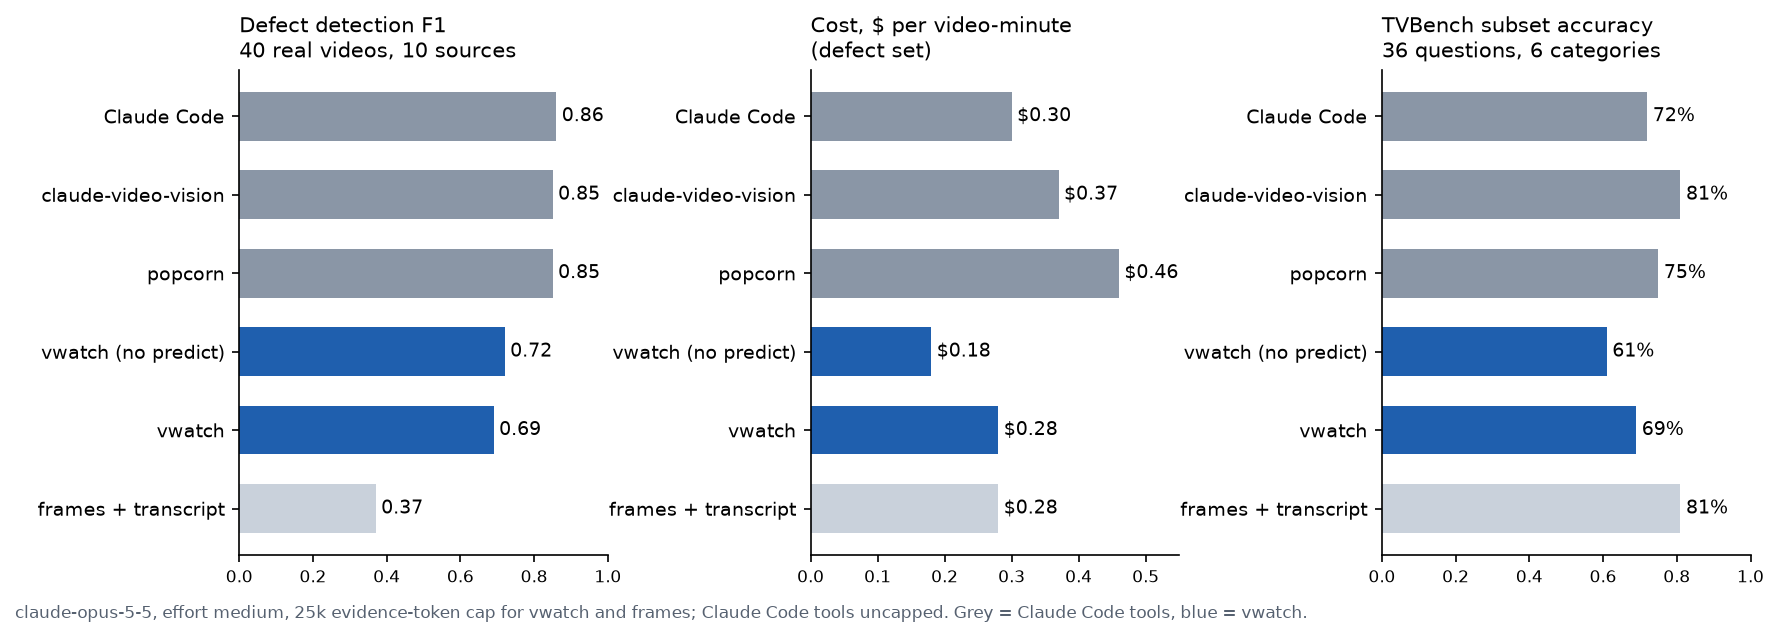 Defect detection F1
40 real videos, 10 sources
Claude Code
0.86
claude-video-vision
0.85
popcorn
0.85
vwatch (no predict)
0.72
vwatch
0.69
frames + transcript
0.37
0.0 0.2 0.4 0.6 0.8 1.0
Cost, $ per video-minute
(defect set)
Claude Code
$0.30
claude-video-vision
$0.37
popcorn
$0.46
vwatch (no predict)
$0.18
vwatch
$0.28
frames + transcript
$0.28
0.0 0.1 0.2 0.3 0.4 0.5
TVBench subset accuracy
36 questions, 6 categories
Claude Code
72%
claude-video-vision
81%
popcorn
75%
vwatch (no predict)
61%
vwatch
69%
frames + transcript
81%
0.0 0.2 0.4 0.6 0.8 1.0
claude-opus-5-5, effort medium, 25k evidence-token cap for vwatch and frames; Claude Code tools uncapped. Grey = Claude Code tools, blue = vwatch.